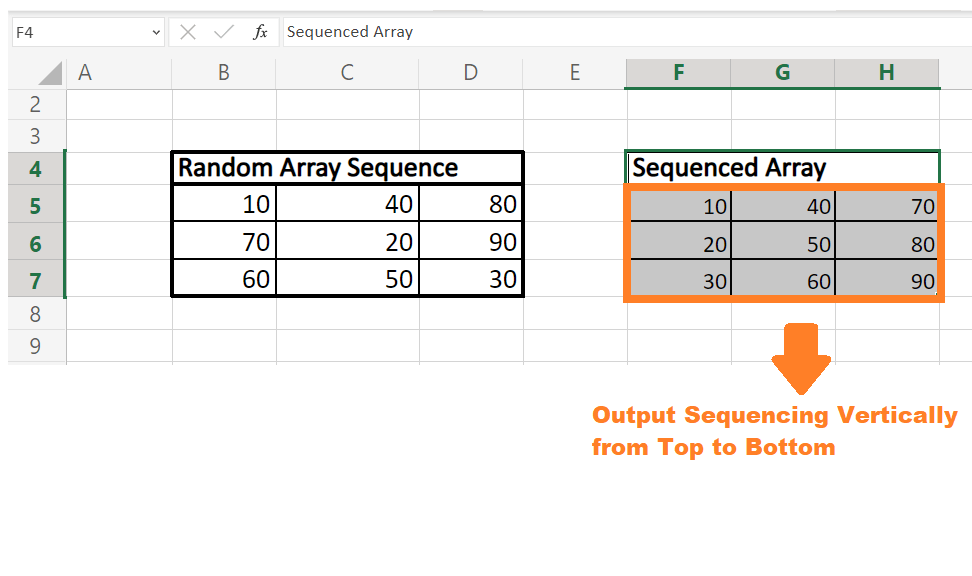 F4 fx Sequenced Array
A B C D E F G H
2
3
4 Random Array Sequence Sequenced Array
5 10 40 80 10 40 70
6 70 20 90 20 50 80
7 60 50 30 30 60 90
8
9
Output Sequencing Vertically
from Top to Bottom